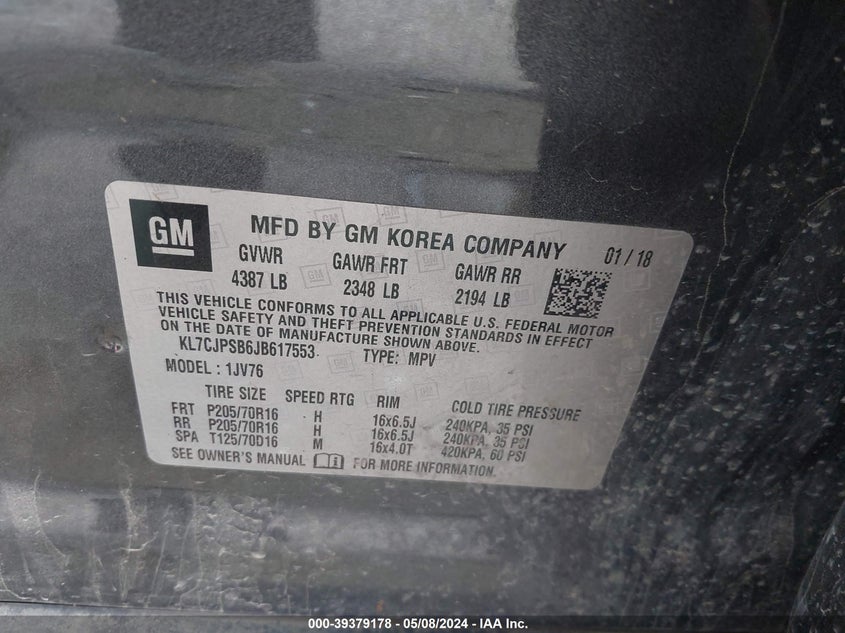 GM
MFD BY GM KOREA COMPANY 01 / 18
GVWR GAWR FRT GAWR RR
4387 LB 2348 LB 2194 LB
THIS VEHICLE CONFORMS TO ALL APPLICABLE U.S. FEDERAL MOTOR
VEHICLE SAFETY AND THEFT PREVENTION STANDARDS IN EFFECT
ON THE DATE OF MANUFACTURE SHOWN ABOVE.
KL7CJPSB6JB617553 TYPE: MPV
MODEL : 1JV76
TIRE SIZE SPEED RTG RIM COLD TIRE PRESSURE
FRT P205/70R16 H 16x6.5J 240KPA, 35 PSI
RR P205/70R16 H 16x6.5J 240KPA, 35 PSI
SPA T125/70D16 M 16x4.0T 420KPA, 60 PSI
SEE OWNER'S MANUAL FOR MORE INFORMATION.
000-39379178 - 05/08/2024 - IAA Inc.